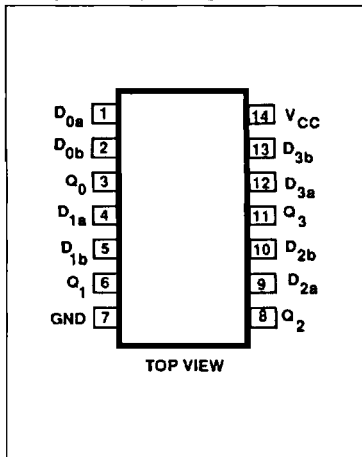 D0a 1 14 VCC
D0b 2 13 D3b
Q0 3 12 D3a
D1a 4 11 Q3
D1b 5 10 D2b
Q1 6 9 D2a
GND 7 8 Q2
TOP VIEW